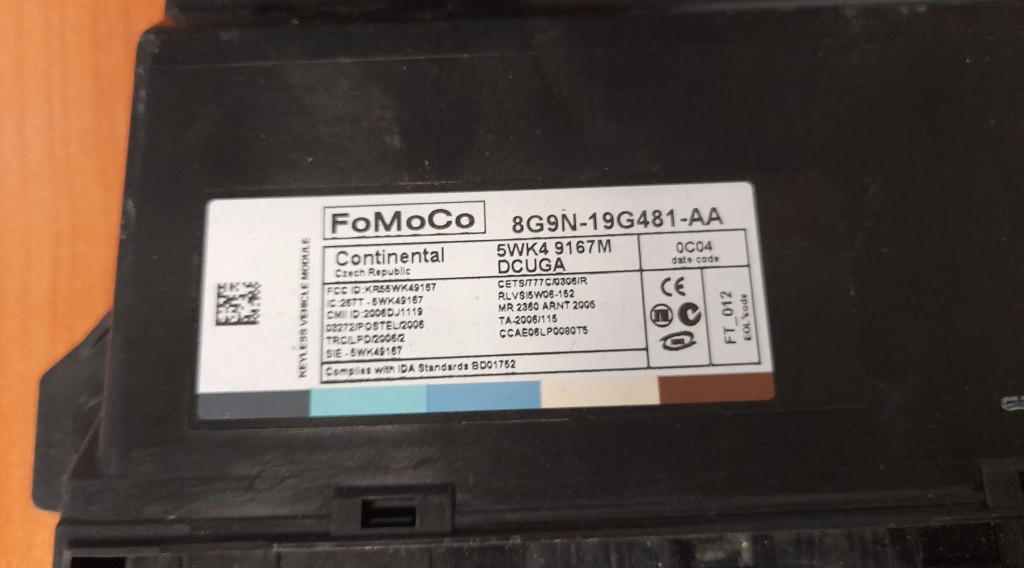 KEYLESS VEHICLE MODULE
FoMoCo
8G9N-19G481-AA
Continental
Czech Republic
5WK4 9167M
DCUGA
0C04
date code
FCC ID:KR55WK49167
IC:267T - 5WK49167
CMII ID:2006DJ1119
03272/POSTEL/2006
TRC/LPD/2006/2
SIE - 5WK49167
CETS/777C/0306/R
RLVSI5W06-152
MR 2360 ARNT 2005
TA-2006/115
CCAE06LP0080T5
CE
FT_012
EOL code
Complies with IDA Standards BD01752